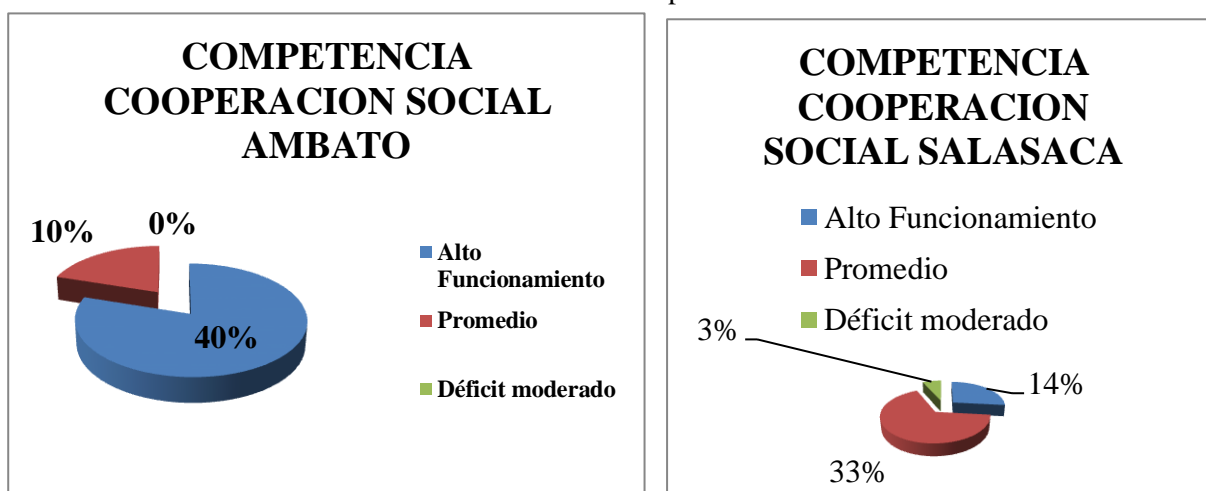 COMPETENCIA
COOPERACION SOCIAL
AMBATO
10%
0%
40%
Alto
Funcionamiento
Promedio
Déficit moderado
COMPETENCIA
COOPERACION
SOCIAL SALASACA
Alto Funcionamiento
Promedio
Déficit moderado
3%
14%
33%